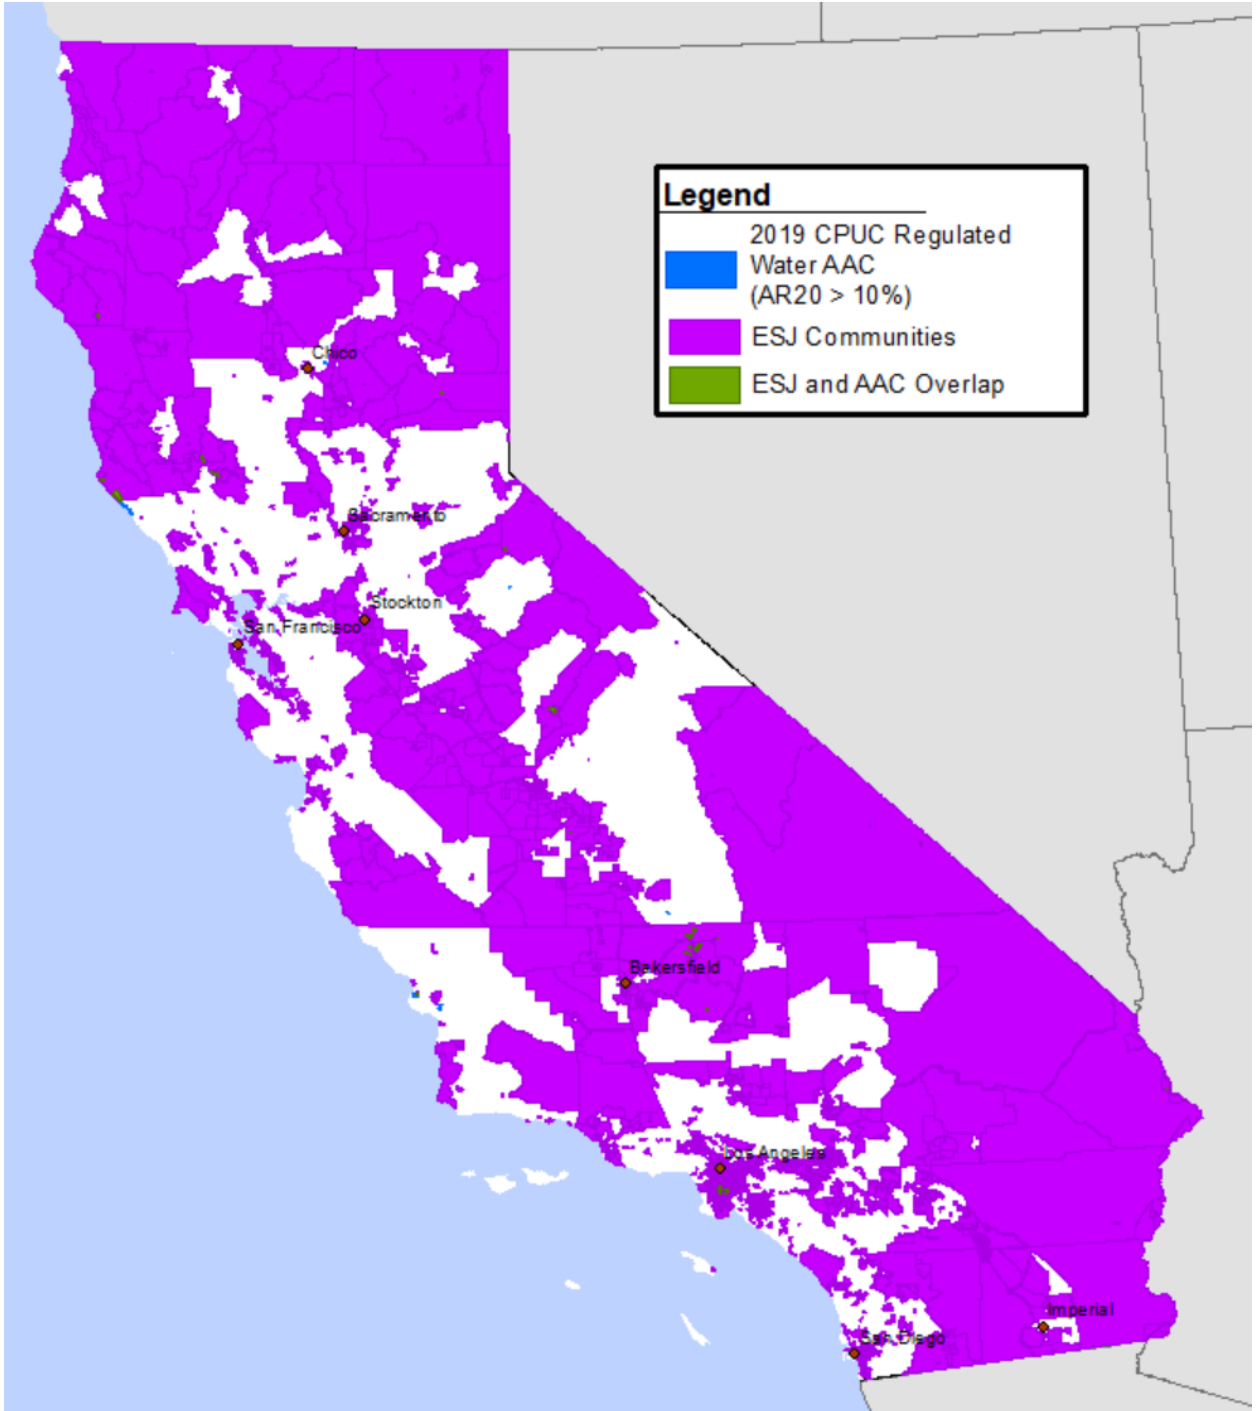 Legend
2019 CPUC Regulated
Water AAC
(AR20 > 10%)
ESJ Communities
ESJ and AAC Overlap
Chico
Sacramento
Stockton
San Francisco
Bakersfield
Los Angeles
Imperial
San Diego